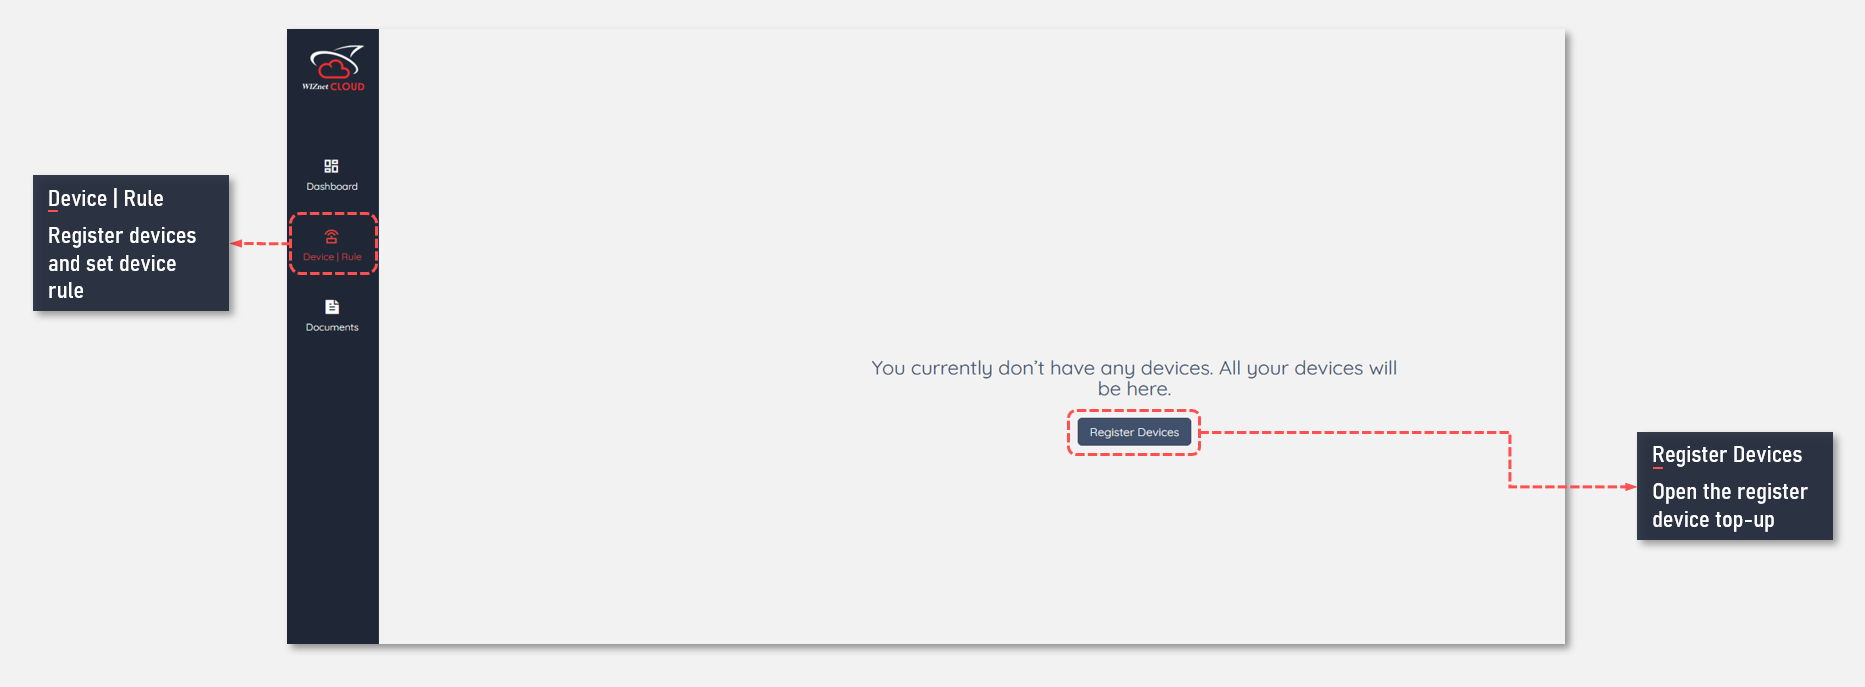 WIZnet CLOUD
Dashboard
Device | Rule
Documents
Device | Rule
Register devices
and set device
rule
You currently don't have any devices. All your devices will
be here.
Register Devices
Register Devices
Open the register
device top-up